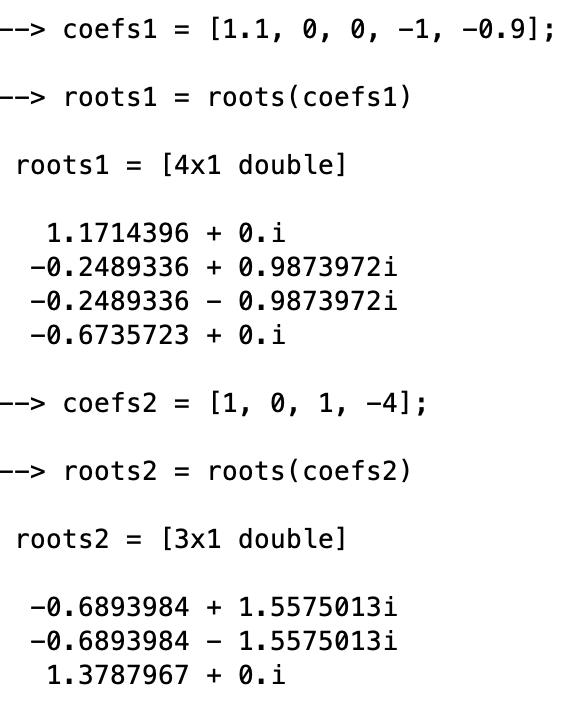 --> coefs1 = [1.1, 0, 0, -1, -0.9];
--> roots1 = roots(coefs1)
roots1 = [4x1 double]
1.1714396 + 0.i
-0.2489336 + 0.9873972i
-0.2489336 - 0.9873972i
-0.6735723 + 0.i
--> coefs2 = [1, 0, 1, -4];
--> roots2 = roots(coefs2)
roots2 = [3x1 double]
-0.6893984 + 1.5575013i
-0.6893984 - 1.5575013i
1.3787967 + 0.i